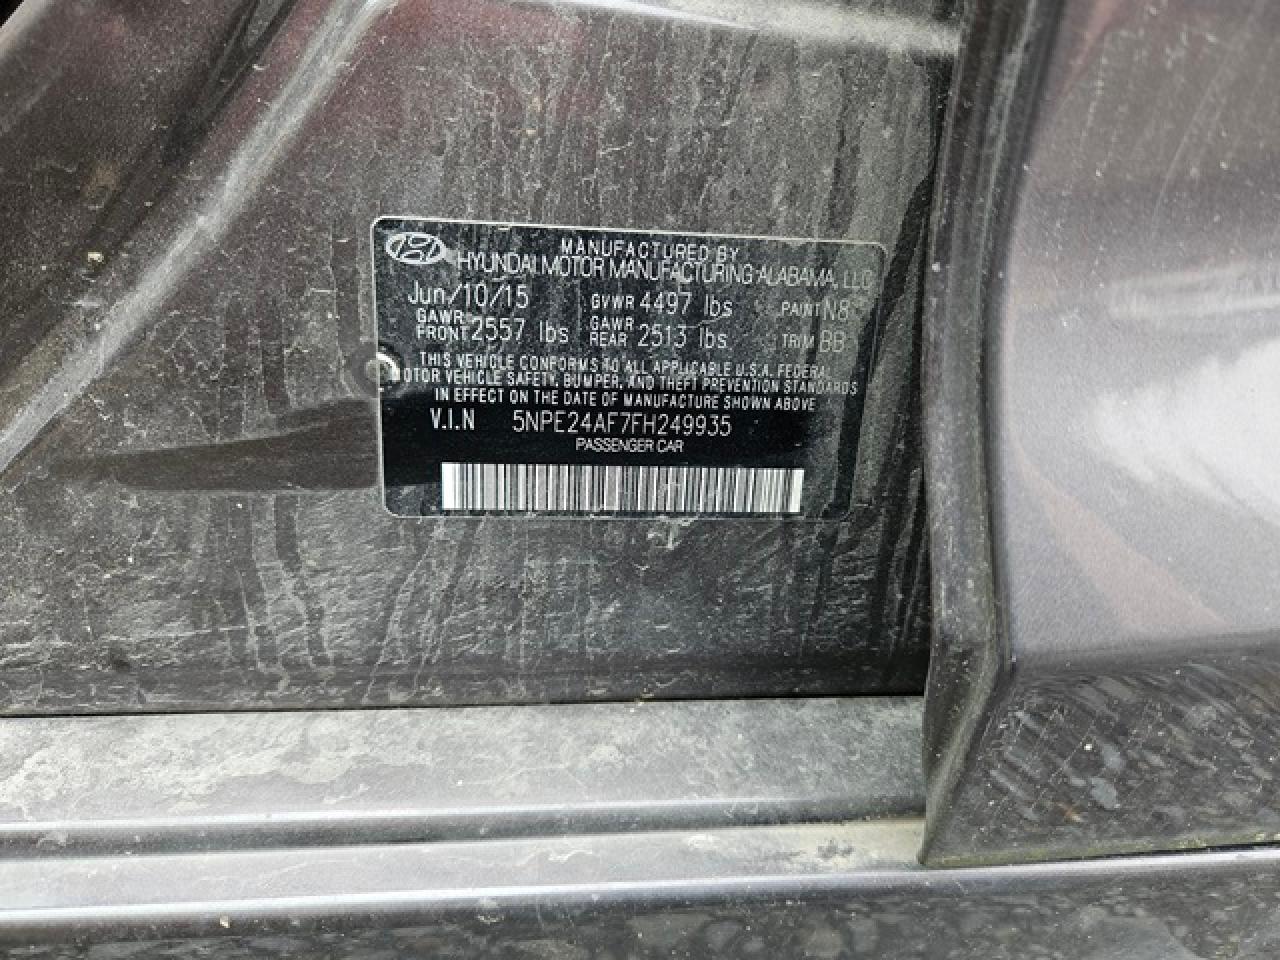 MANUFACTURED BY
HYUNDAI MOTOR MANUFACTURING ALABAMA, LLC
Jun/10/15 GVWR 4497 lbs PAINT
GAWR FRONT 2557 lbs GAWR REAR 2513 lbs TRIM BB
THIS VEHICLE CONFORMS TO ALL APPLICABLE U.S.A. FEDERAL
MOTOR VEHICLE SAFETY, BUMPER, AND THEFT PREVENTION STANDARDS
IN EFFECT ON THE DATE OF MANUFACTURE SHOWN ABOVE
V.I.N 5NPE24AF7FH249935
PASSENGER CAR